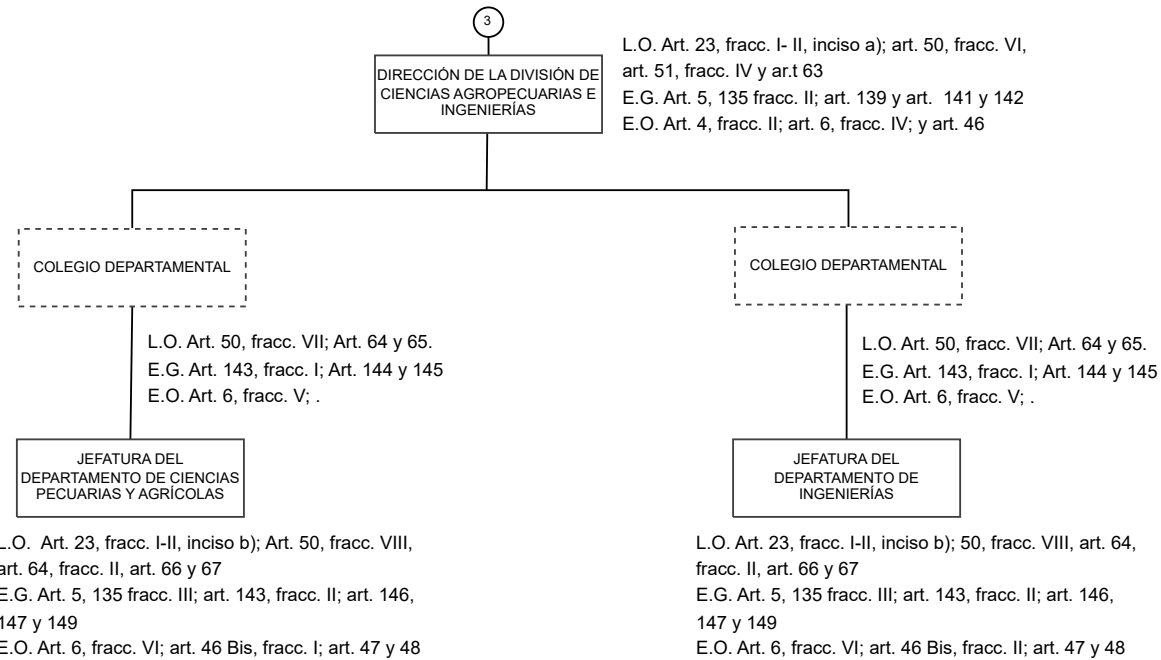 3
DIRECCIÓN DE LA DIVISIÓN DE
CIENCIAS AGROPECUARIAS E
INGENIERÍAS
L.O. Art. 23, fracc. I- II, inciso a); art. 50, fracc. VI,
art. 51, fracc. IV y ar.t 63
E.G. Art. 5, 135 fracc. II; art. 139 y art. 141 y 142
E.O. Art. 4, fracc. II; art. 6, fracc. IV; y art. 46
COLEGIO DEPARTAMENTAL
L.O. Art. 50, fracc. VII; Art. 64 y 65.
E.G. Art. 143, fracc. I; Art. 144 y 145
E.O. Art. 6, fracc. V; .
JEFATURA DEL
DEPARTAMENTO DE CIENCIAS
PECUARIAS Y AGRÍCOLAS
L.O. Art. 23, fracc. I-II, inciso b); Art. 50, fracc. VIII,
art. 64, fracc. II, art. 66 y 67
E.G. Art. 5, 135 fracc. III; art. 143, fracc. II; art. 146,
147 y 149
E.O. Art. 6, fracc. VI; art. 46 Bis, fracc. I; art. 47 y 48
COLEGIO DEPARTAMENTAL
L.O. Art. 50, fracc. VII; Art. 64 y 65.
E.G. Art. 143, fracc. I; Art. 144 y 145
E.O. Art. 6, fracc. V; .
JEFATURA DEL
DEPARTAMENTO DE
INGENIERÍAS
L.O. Art. 23, fracc. I-II, inciso b); 50, fracc. VIII, art. 64,
fracc. II, art. 66 y 67
E.G. Art. 5, 135 fracc. III; art. 143, fracc. II; art. 146,
147 y 149
E.O. Art. 6, fracc. VI; art. 46 Bis, fracc. II; art. 47 y 48